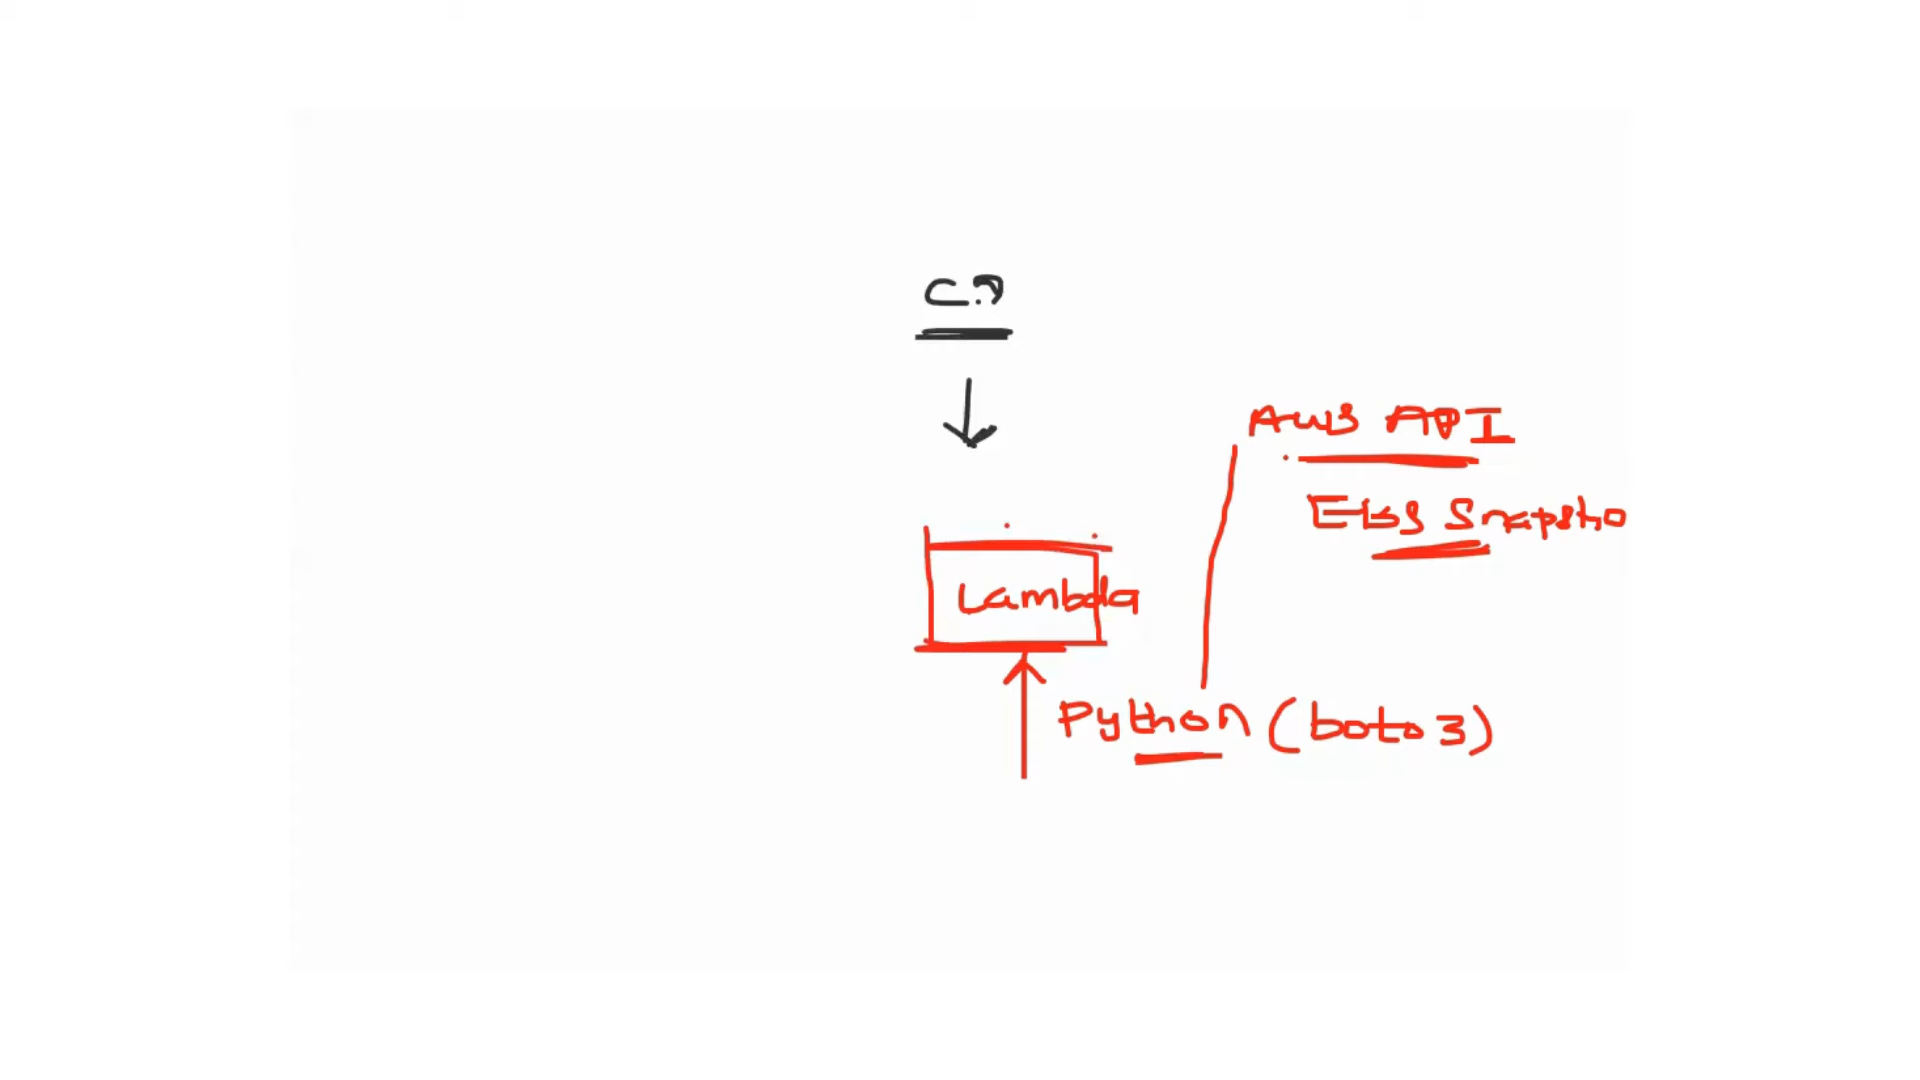 C.O
AWS API
EBS Snapsho
Lambda
Python (boto3)